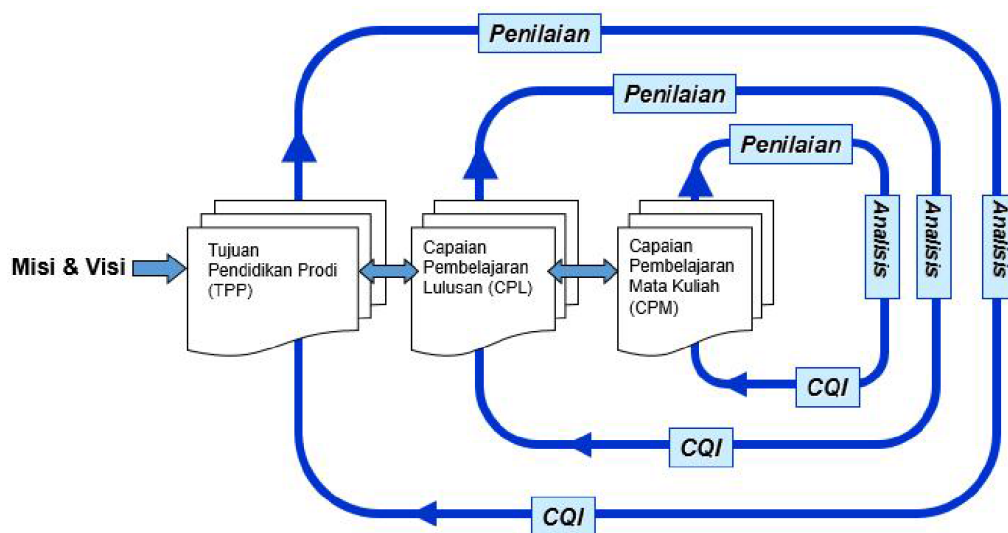 Penilaian
Penilaian
Penilaian
Misi & Visi
Tujuan
Pendidikan Prodi
(TPP)
Capaian
Pembelajaran
Lulusan (CPL)
Capaian
Pembelajaran
Mata Kuliah
(CPM)
Analisis
Analisis
Analisis
CQI
CQI
CQI